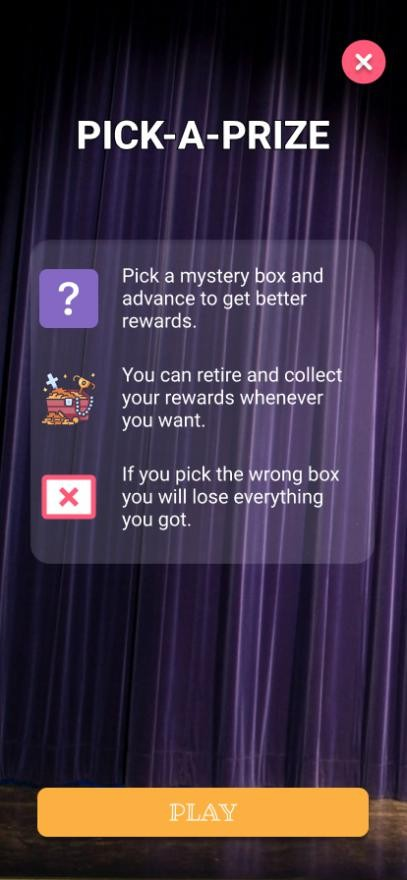 PICK-A-PRIZE
?
Pick a mystery box and
advance to get better
rewards.
You can retire and collect
your rewards whenever
you want.
If you pick the wrong box
you will lose everything
you got.
PLAY